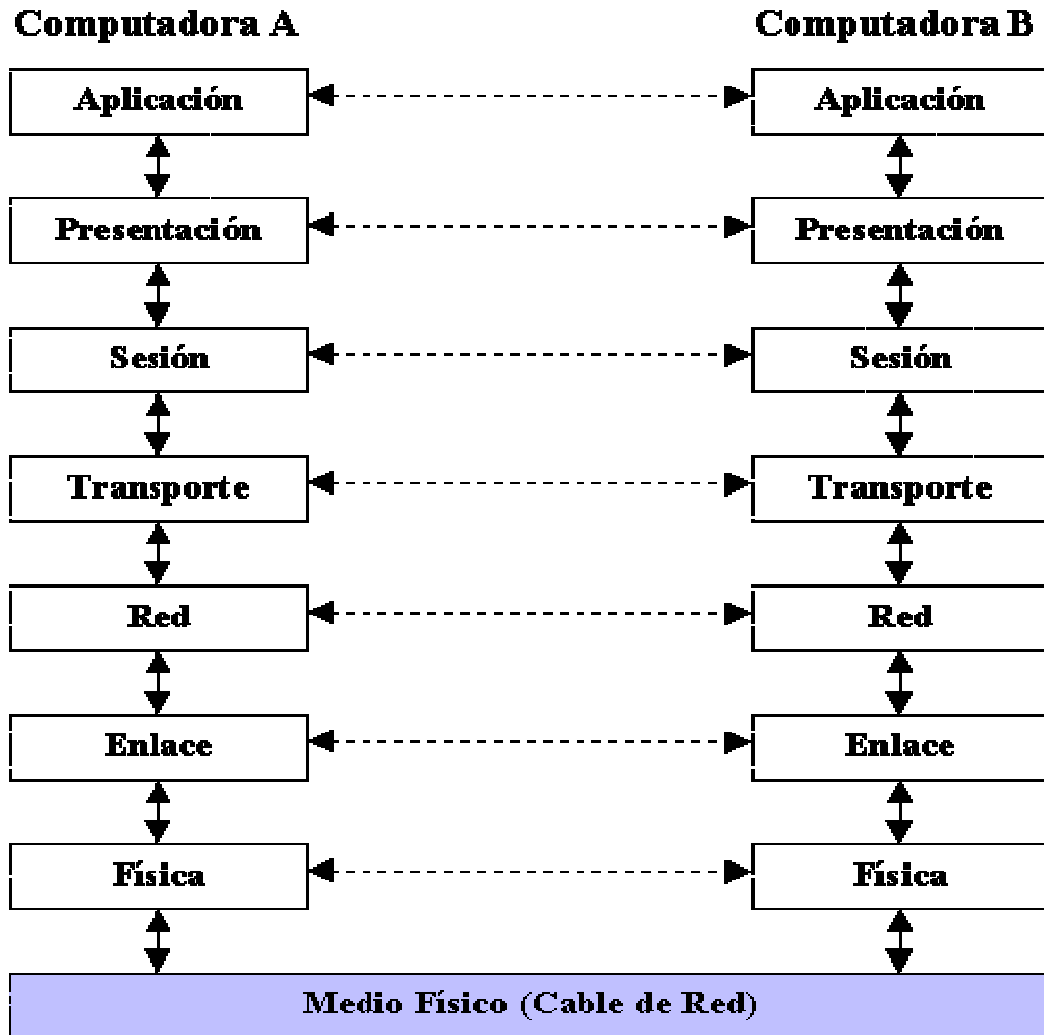 Computadora A Computadora B
Aplicación Aplicación
Presentación Presentación
Sesión Sesión
Transporte Transporte
Red Red
Enlace Enlace
Física Física
Medio Físico (Cable de Red)